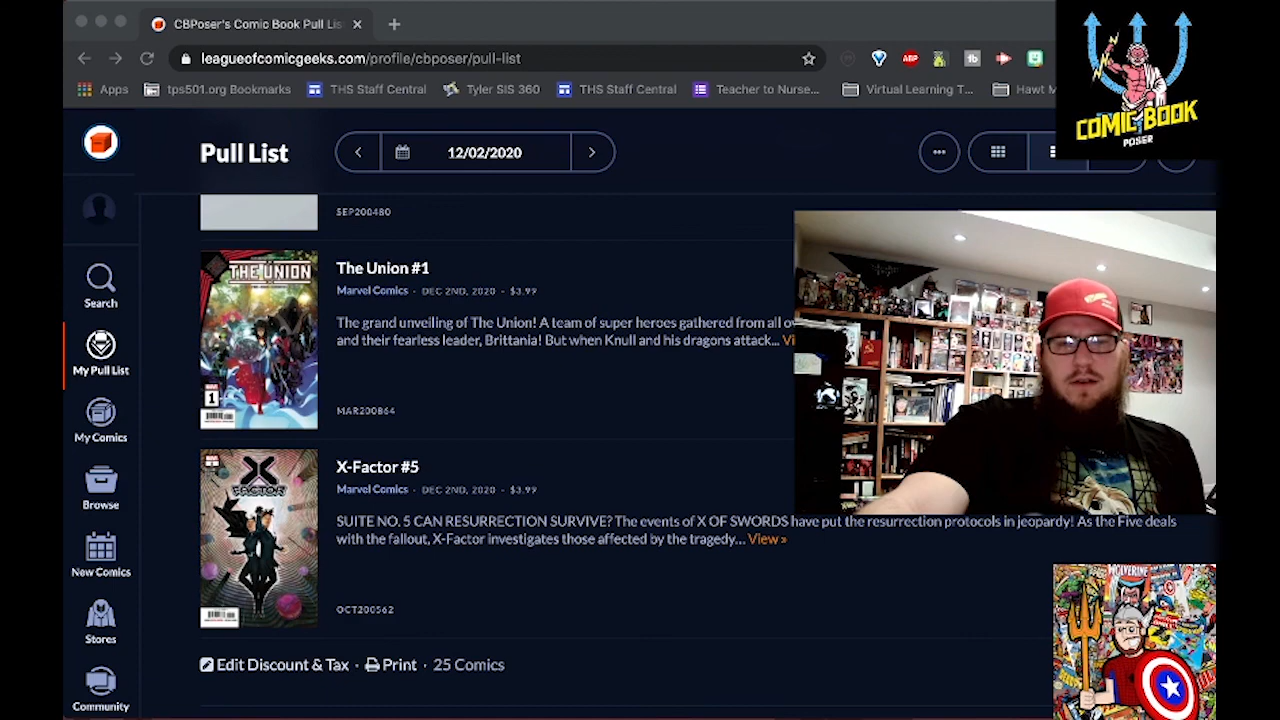 CBPoser's Comic Book Pull Lis
leagueofcomicgeeks.com/profile/cbposer/pull-list
ABP
fb
Apps
tps501.org Bookmarks
THS Staff Central
Tyler SIS 360
THS Staff Central
Teacher to Nurse...
Virtual Learning T...
Hawt M
COMIC BOOK
POSER
Pull List
12/02/2020
SEP200480
THE UNION
1
The Union #1
Marvel Comics · DEC 2ND, 2020 · $3.99
The grand unveiling of The Union! A team of super heroes gathered from all ov
and their fearless leader, Brittania! But when Knull and his dragons attack... Vi
MAR200864
Search
My Pull List
My Comics
Browse
New Comics
Stores
Community
X
FACTOR
X-Factor #5
Marvel Comics · DEC 2ND, 2020 · $3.99
SUITE NO. 5 CAN RESURRECTION SURVIVE? The events of X OF SWORDS have put the resurrection protocols in jeopardy! As the Five deals
with the fallout, X-Factor investigates those affected by the tragedy... View »
OCT200562
Edit Discount & Tax · Print · 25 Comics
WOLVERINE